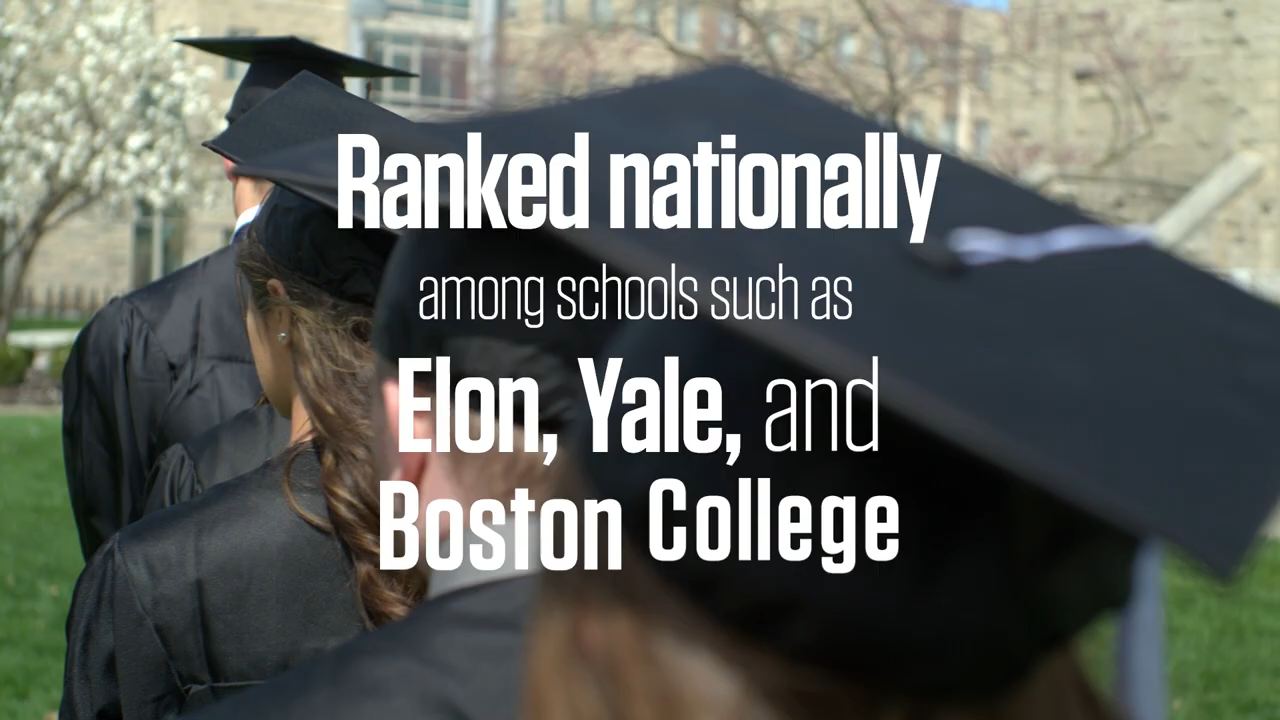 Ranked nationally
among schools such as
Elon, Yale, and
Boston College